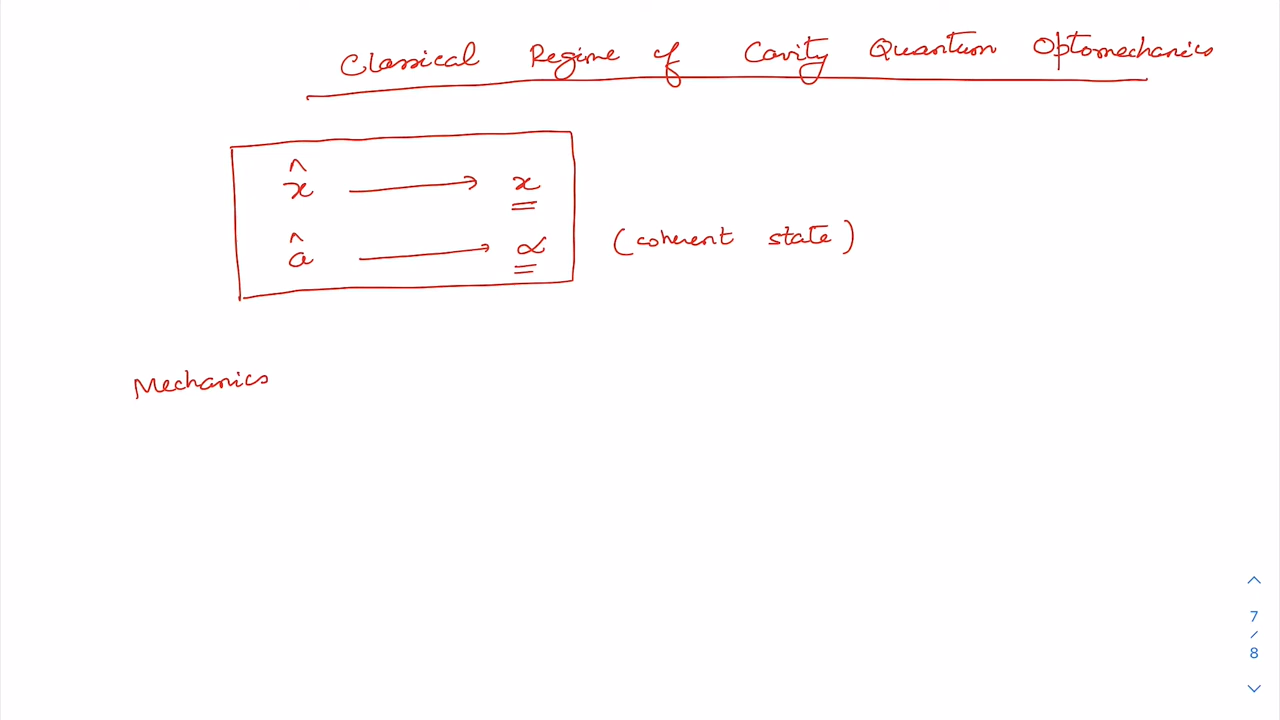 Classical Regime of Cavity Quantum Optomechanics
x̂ ⟶ x
â ⟶ α (coherent state)
Mechanics
7
/
8